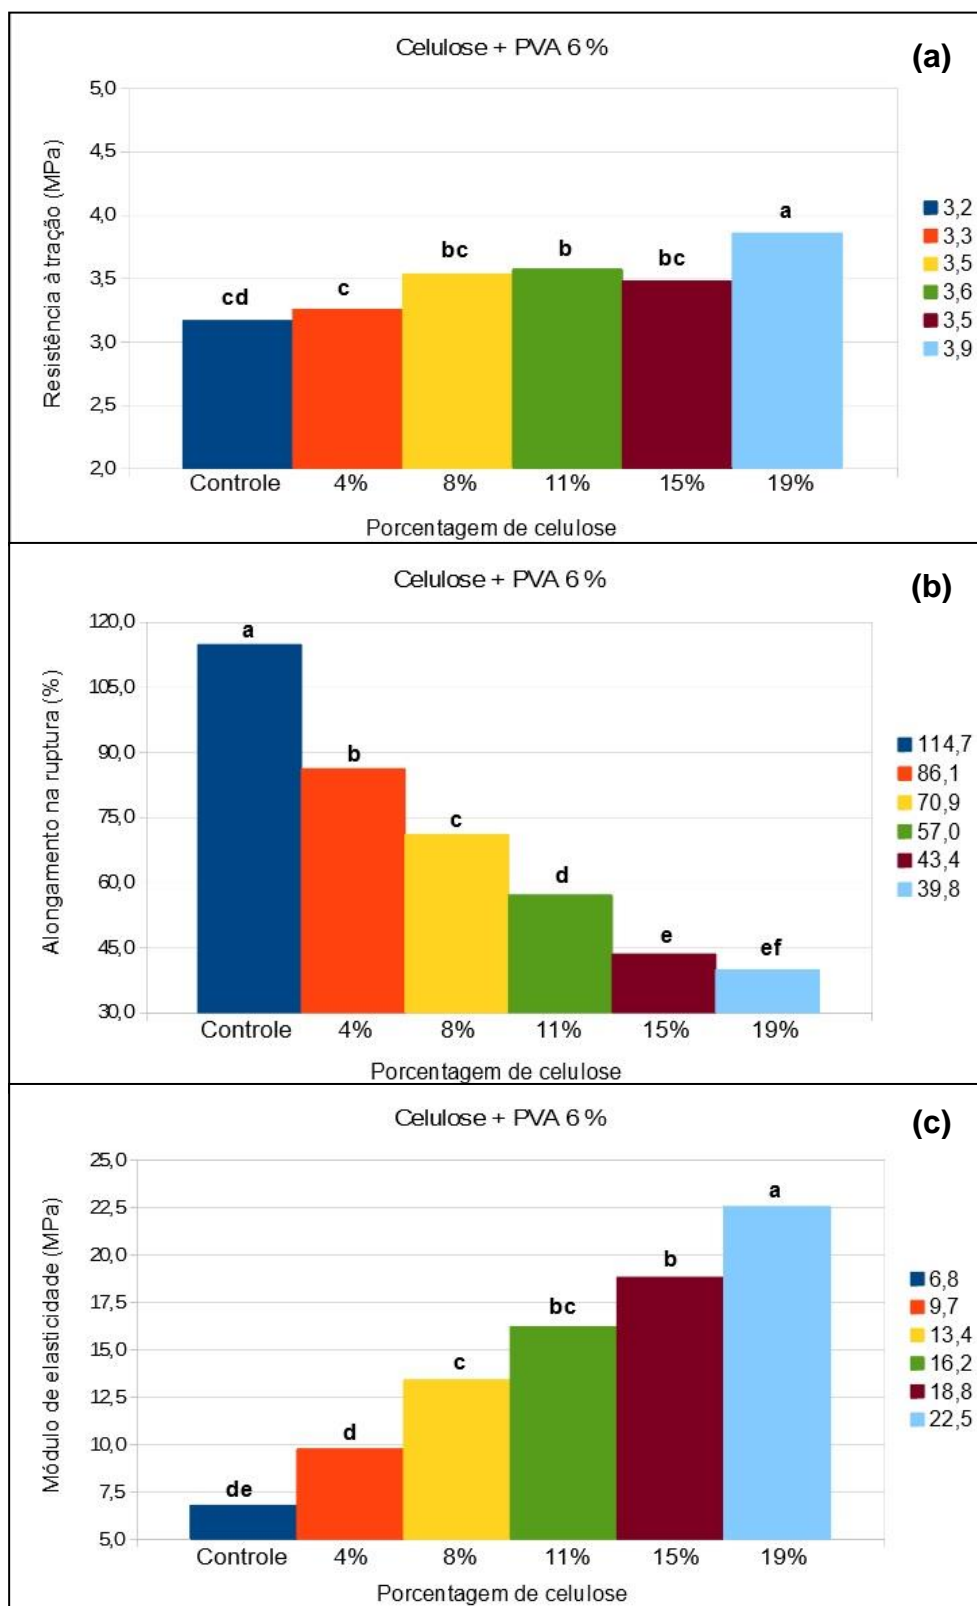 Celulose + PVA 6 %
(a)
Resistência à tração (MPa)
5,0
4,5
4,0
3,5
3,0
2,5
2,0
cd
c
bc
b
bc
a
3,2
3,3
3,5
3,6
3,5
3,9
Controle 4% 8% 11% 15% 19%
Porcentagem de celulose
Celulose + PVA 6 %
(b)
Alongamento na ruptura (%)
120,0
105,0
90,0
75,0
60,0
45,0
30,0
a
b
c
d
e
ef
114,7
86,1
70,9
57,0
43,4
39,8
Controle 4% 8% 11% 15% 19%
Porcentagem de celulose
Celulose + PVA 6 %
(c)
Módulo de elasticidade (MPa)
25,0
22,5
20,0
17,5
15,0
12,5
10,0
7,5
5,0
de
d
c
bc
b
a
6,8
9,7
13,4
16,2
18,8
22,5
Controle 4% 8% 11% 15% 19%
Porcentagem de celulose